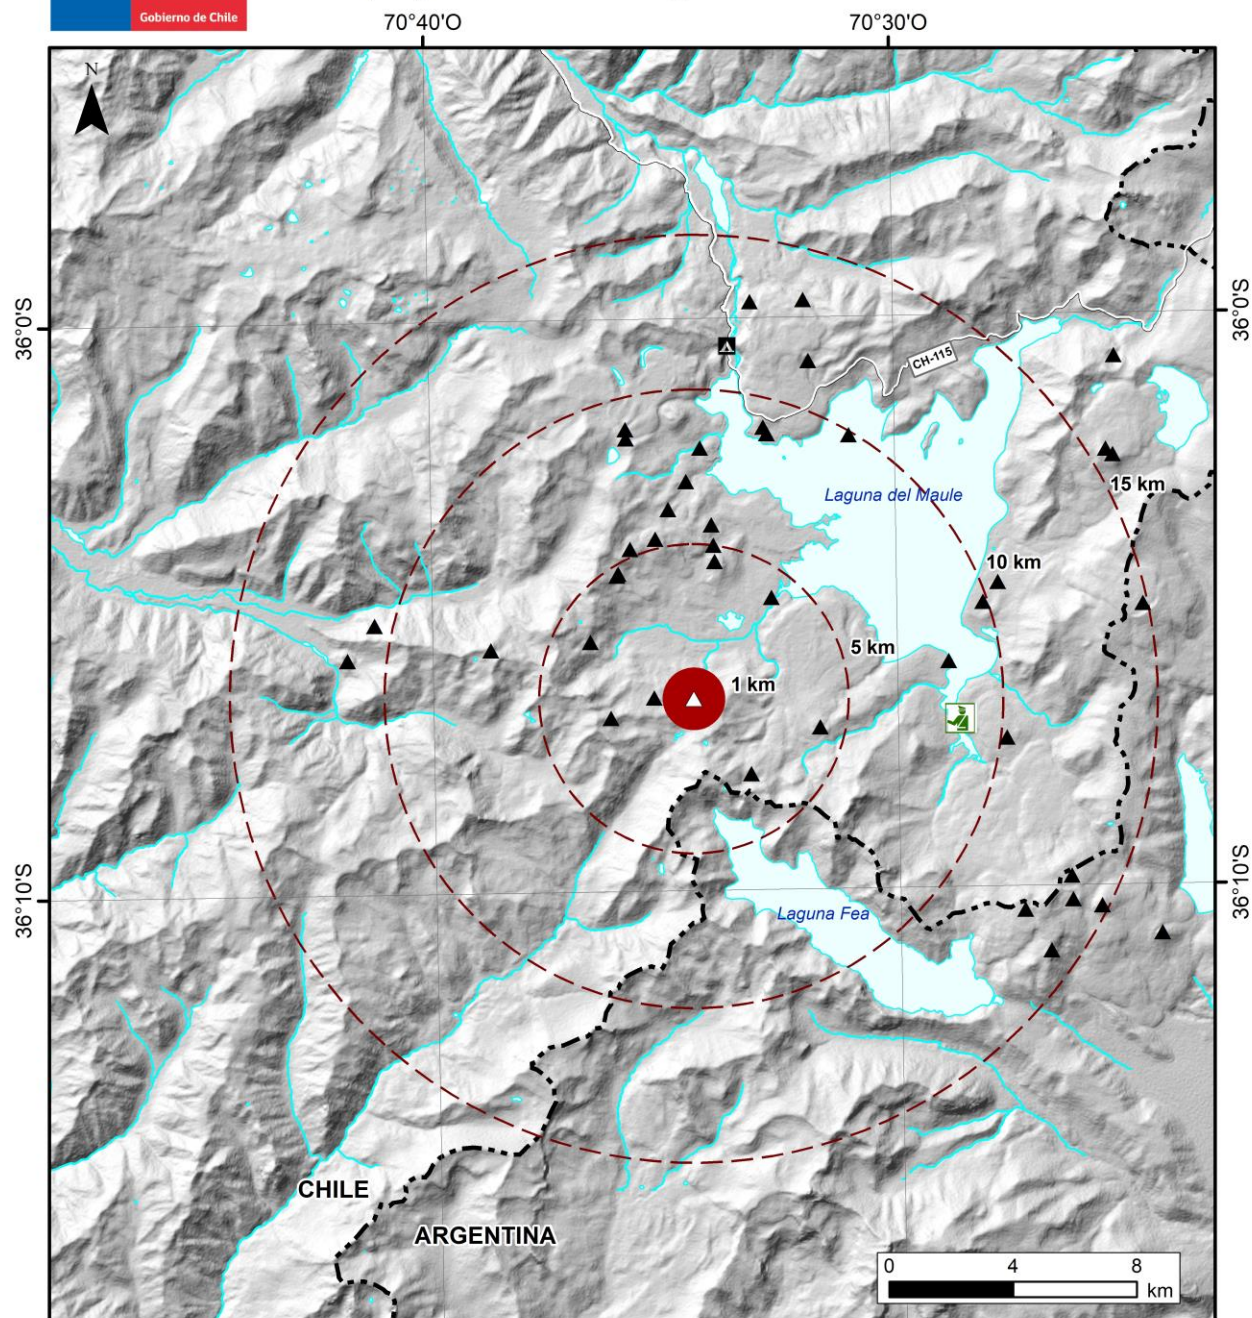 Gobierno de Chile
70°40'O
70°30'O
N
36°0'S
36°0'S
CH-115
Laguna del Maule
15 km
10 km
5 km
1 km
36°10'S
36°10'S
Laguna Fea
CHILE
ARGENTINA
0 4 8
km